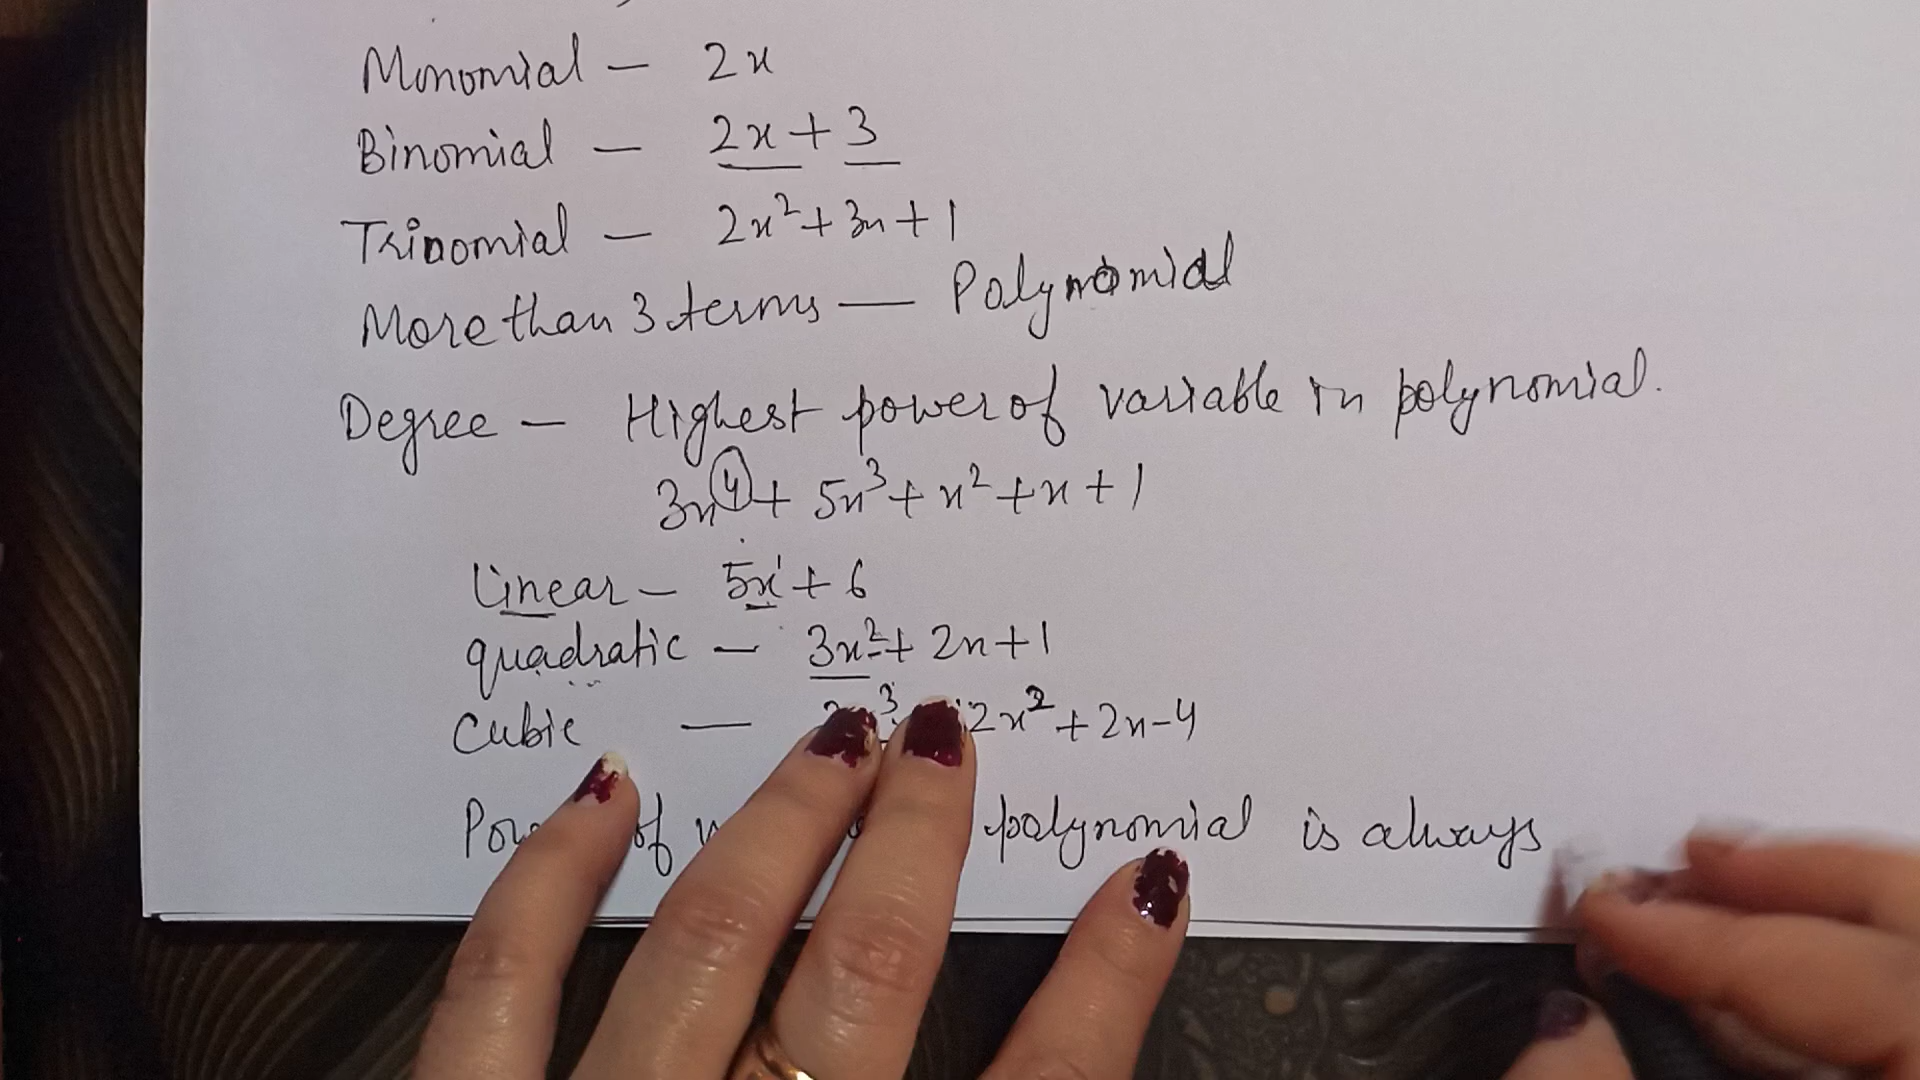 Monomial – 2x
Binomial – 2x + 3
Trinomial – 2x² + 3x + 1
More than 3 terms — Polynomial
Degree – Highest power of variable in polynomial.
3x⁴ + 5x³ + x² + x + 1
Linear – 5x¹ + 6
quadratic – 3x² + 2x + 1
Cubic — 2x² + 2x - 4
of polynomial is always